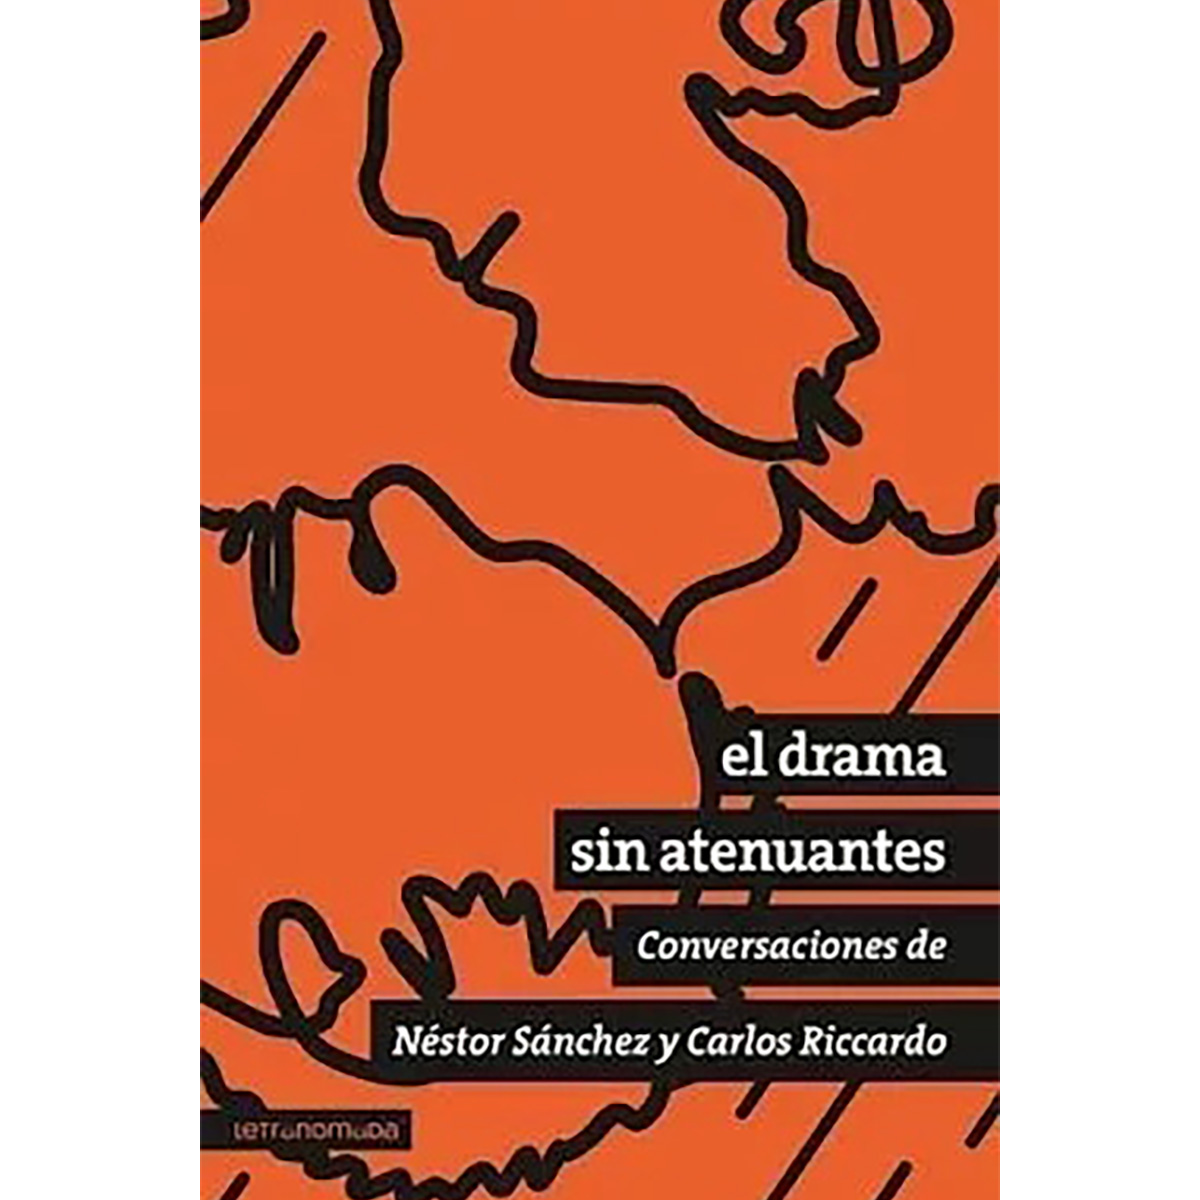 el drama
sin atenuantes
Conversaciones de
Néstor Sánchez y Carlos Riccardo
Letranómada